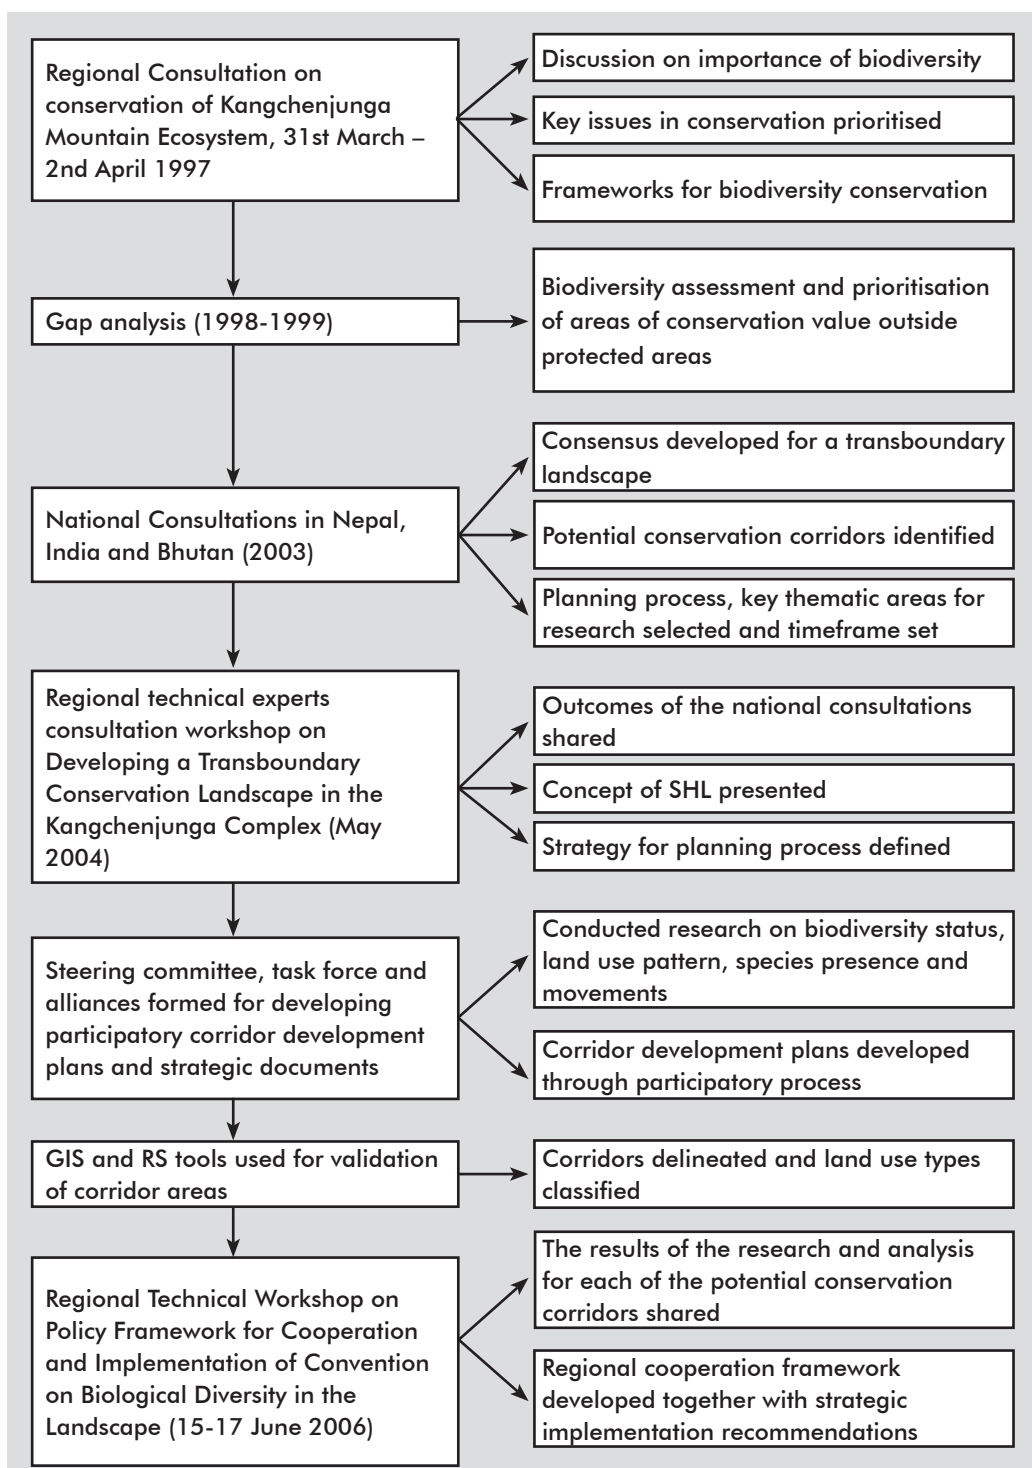 Regional Consultation on
conservation of Kangchenjunga
Mountain Ecosystem, 31st March –
2nd April 1997
Discussion on importance of biodiversity
Key issues in conservation prioritised
Frameworks for biodiversity conservation
Gap analysis (1998-1999)
Biodiversity assessment and prioritisation
of areas of conservation value outside
protected areas
National Consultations in Nepal,
India and Bhutan (2003)
Consensus developed for a transboundary
landscape
Potential conservation corridors identified
Planning process, key thematic areas for
research selected and timeframe set
Regional technical experts
consultation workshop on
Developing a Transboundary
Conservation Landscape in the
Kangchenjunga Complex (May
2004)
Outcomes of the national consultations
shared
Concept of SHL presented
Strategy for planning process defined
Steering committee, task force and
alliances formed for developing
participatory corridor development
plans and strategic documents
Conducted research on biodiversity status,
land use pattern, species presence and
movements
Corridor development plans developed
through participatory process
GIS and RS tools used for validation
of corridor areas
Corridors delineated and land use types
classified
Regional Technical Workshop on
Policy Framework for Cooperation
and Implementation of Convention
on Biological Diversity in the
Landscape (15-17 June 2006)
The results of the research and analysis
for each of the potential conservation
corridors shared
Regional cooperation framework
developed together with strategic
implementation recommendations